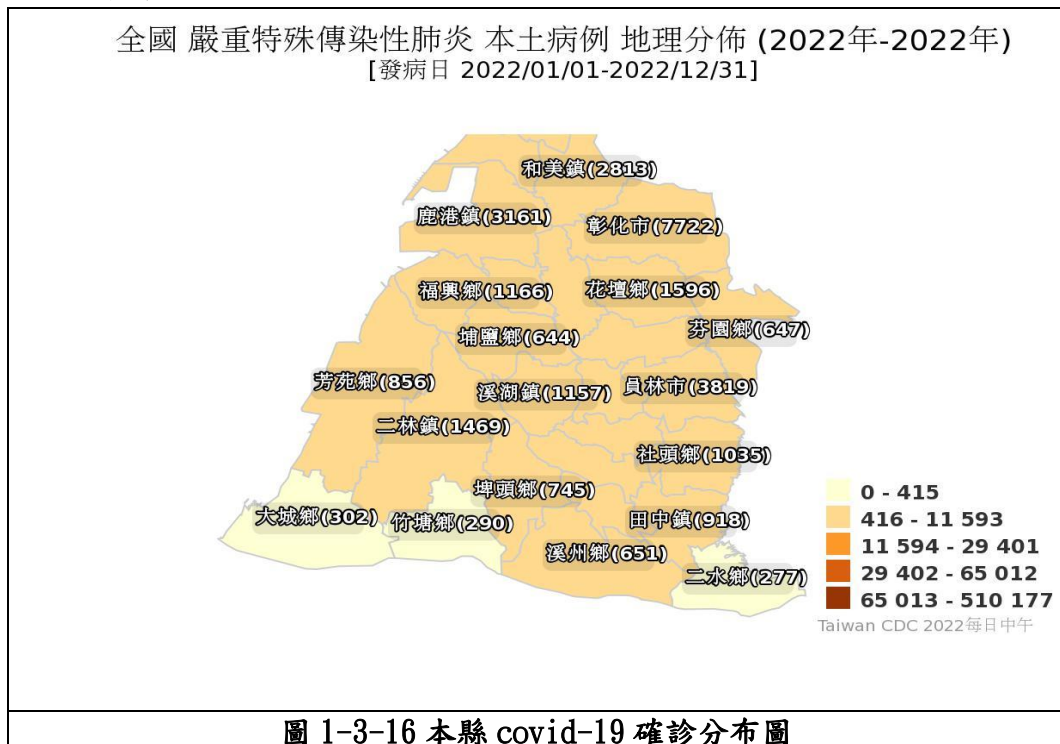 全國 嚴重特殊傳染性肺炎 本土病例 地理分佈 (2022年-2022年)
[發病日 2022/01/01-2022/12/31]
和美鎮(2813)
鹿港鎮(3161)
彰化市(7722)
福興鄉(1166)
花壇鄉(1596)
芬園鄉(647)
埔鹽鄉(644)
芳苑鄉(856)
溪湖鎮(1157)
員林市(3819)
二林鎮(1469)
社頭鄉(1035)
埤頭鄉(745)
大城鄉(302)
竹塘鄉(290)
田中鎮(918)
溪州鄉(651)
二水鄉(277)
0 - 415
416 - 11 593
11 594 - 29 401
29 402 - 65 012
65 013 - 510 177
Taiwan CDC 2022每日中午
圖 1-3-16 本縣 covid-19 確診分布圖